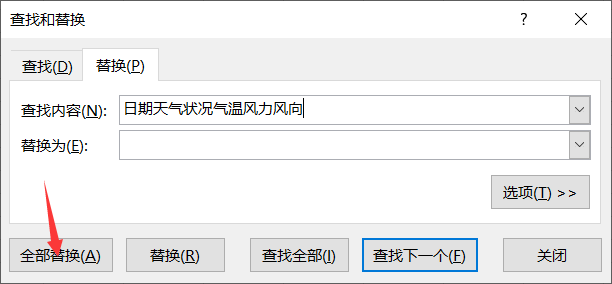 查找和替换
查找(D) 替换(P)
查找内容(N): 日期天气状况气温风力风向
替换为(E):
选项(T) >>
全部替换(A) 替换(R) 查找全部(I) 查找下一个(F) 关闭